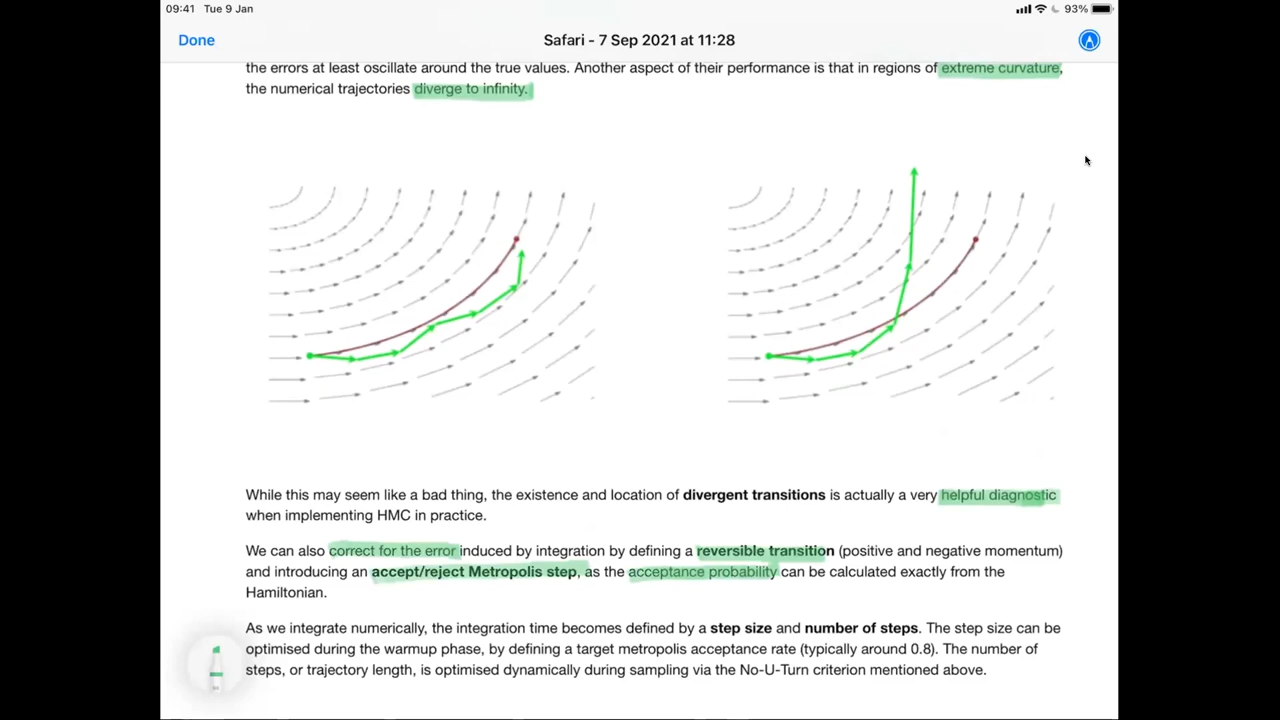 09:41 Tue 9 Jan 93%
Done Safari - 7 Sep 2021 at 11:28
the errors at least oscillate around the true values. Another aspect of their performance is that in regions of extreme curvature,
the numerical trajectories diverge to infinity.
While this may seem like a bad thing, the existence and location of divergent transitions is actually a very helpful diagnostic
when implementing HMC in practice.
We can also correct for the error induced by integration by defining a reversible transition (positive and negative momentum)
and introducing an accept/reject Metropolis step, as the acceptance probability can be calculated exactly from the
Hamiltonian.
As we integrate numerically, the integration time becomes defined by a step size and number of steps. The step size can be
optimised during the warmup phase, by defining a target metropolis acceptance rate (typically around 0.8). The number of
steps, or trajectory length, is optimised dynamically during sampling via the No-U-Turn criterion mentioned above.